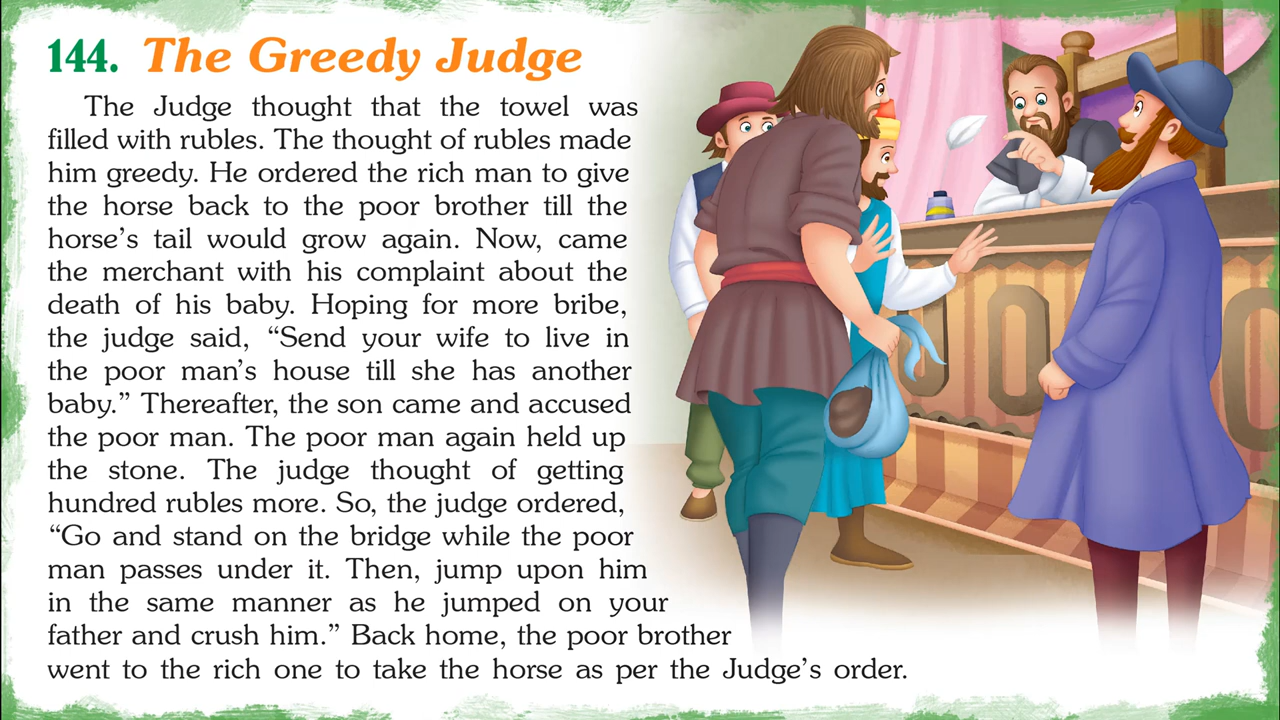 144. The Greedy Judge
The Judge thought that the towel was
filled with rubles. The thought of rubles made
him greedy. He ordered the rich man to give
the horse back to the poor brother till the
horse’s tail would grow again. Now, came
the merchant with his complaint about the
death of his baby. Hoping for more bribe,
the judge said, “Send your wife to live in
the poor man’s house till she has another
baby.” Thereafter, the son came and accused
the poor man. The poor man again held up
the stone. The judge thought of getting
hundred rubles more. So, the judge ordered,
“Go and stand on the bridge while the poor
man passes under it. Then, jump upon him
in the same manner as he jumped on your
father and crush him.” Back home, the poor brother
went to the rich one to take the horse as per the Judge’s order.